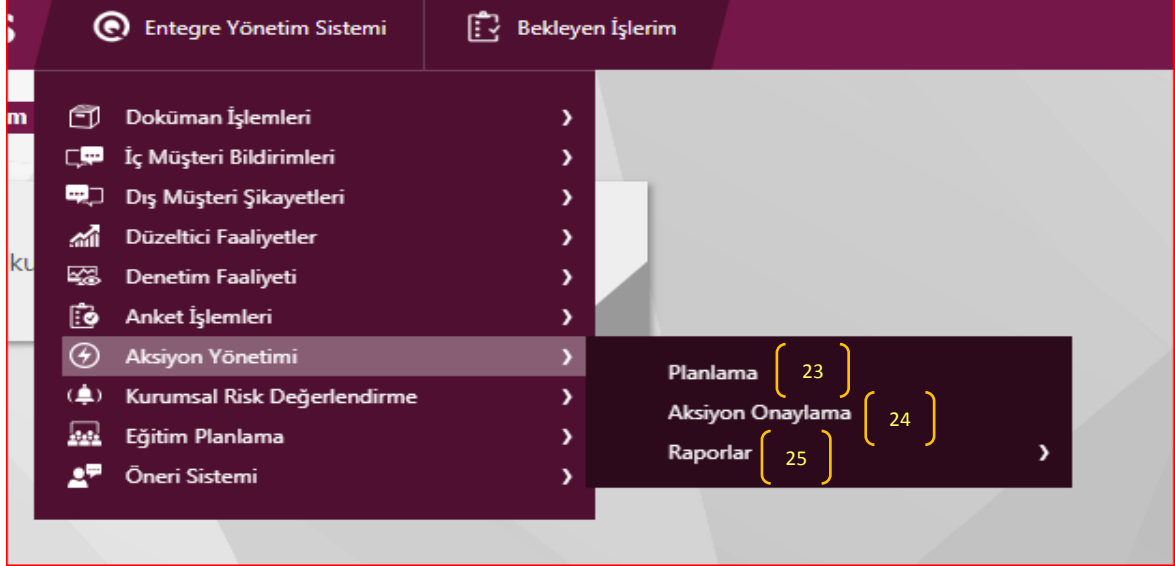 Entegre Yönetim Sistemi
Bekleyen İşlerim
Doküman İşlemleri
İç Müşteri Bildirimleri
Dış Müşteri Şikayetleri
Düzeltici Faaliyetler
Denetim Faaliyeti
Anket İşlemleri
Aksiyon Yönetimi
Kurumsal Risk Değerlendirme
Eğitim Planlama
Öneri Sistemi
Planlama 23
Aksiyon Onaylama 24
Raporlar 25